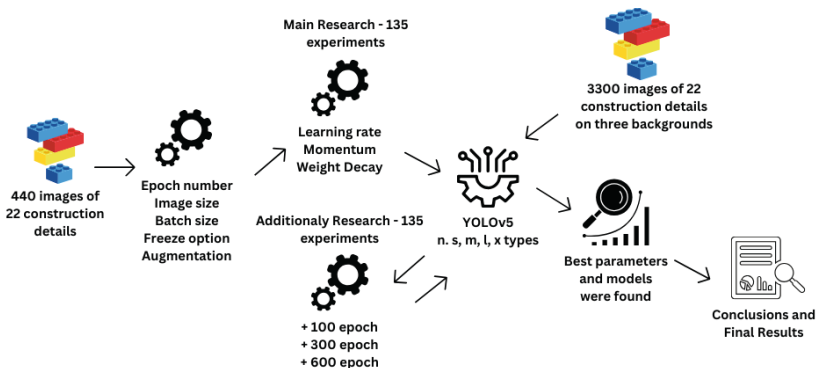 440 images of
22 construction
details
Epoch number
Image size
Batch size
Freeze option
Augmentation
Main Research - 135
experiments
Learning rate
Momentum
Weight Decay
Additionaly Research - 135
experiments
+ 100 epoch
+ 300 epoch
+ 600 epoch
YOLOv5
n. s, m, l, x types
3300 images of 22
construction details
on three backgrounds
Best parameters
and models
were found
Conclusions and
Final Results